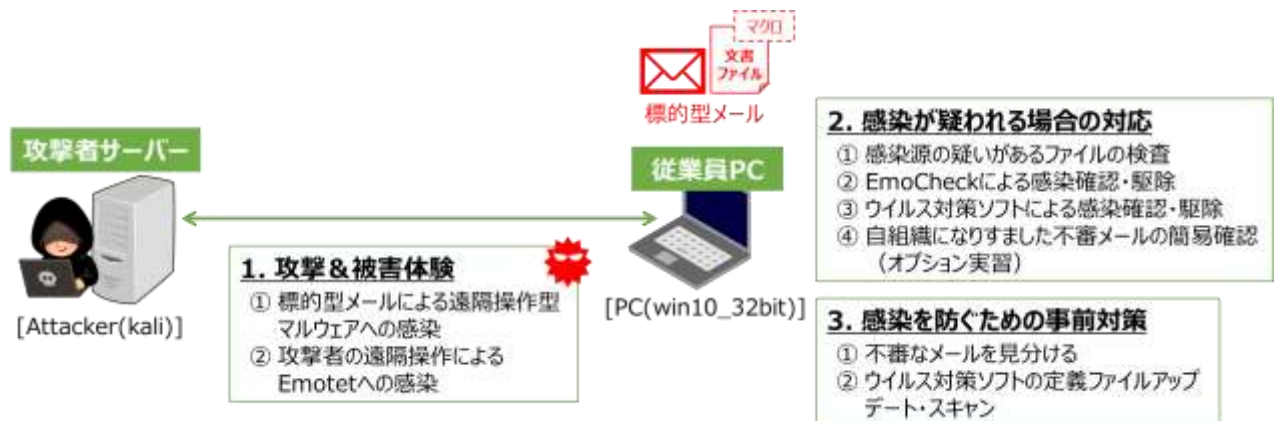 マクロ
文書
ファイル
標的型メール
攻撃者サーバー
[Attacker(kali)]
従業員PC
[PC(win10_32bit)]
1. 攻撃&被害体験
① 標的型メールによる遠隔操作型
マルウェアへの感染
② 攻撃者の遠隔操作による
Emotetへの感染
2. 感染が疑われる場合の対応
① 感染源の疑いがあるファイルの検査
② EmoCheckによる感染確認・駆除
③ ウイルス対策ソフトによる感染確認・駆除
④ 自組織になりすました不審メールの簡易確認
(オプション実習)
3. 感染を防ぐための事前対策
① 不審なメールを見分ける
② ウイルス対策ソフトの定義ファイルアップ
デート・スキャン